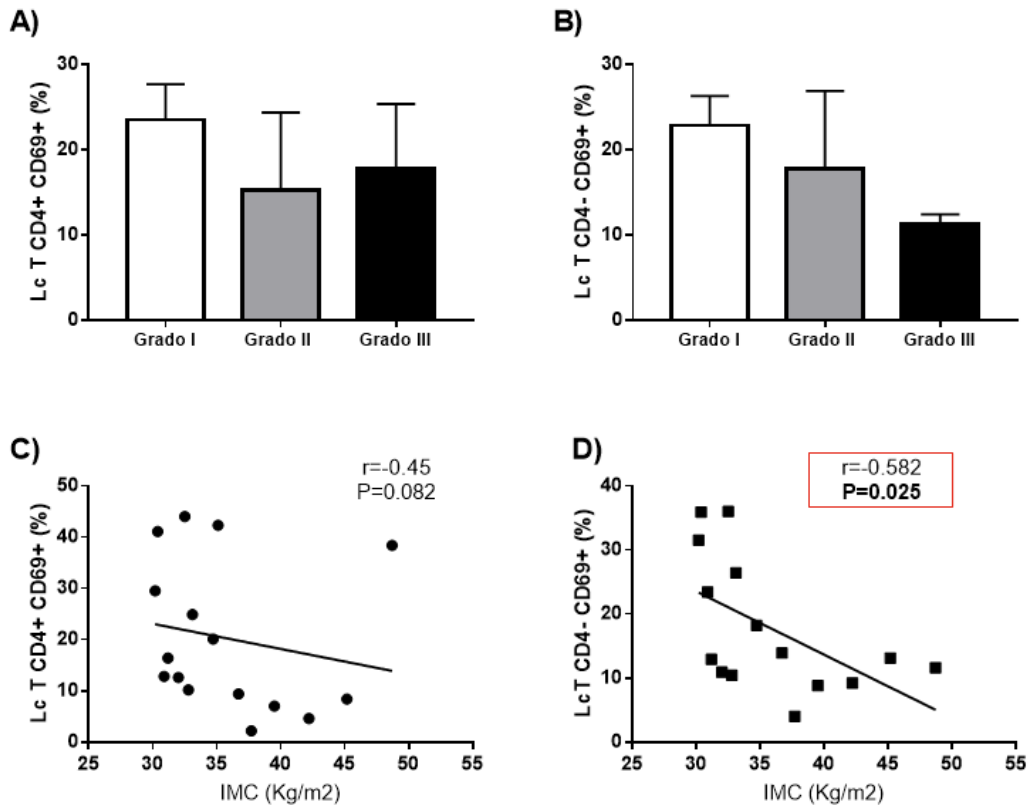 A)
Lc T CD4+ CD69+ (%)
30
20
10
0
Grado I
Grado II
Grado III
B)
Lc T CD4- CD69+ (%)
30
20
10
0
Grado I
Grado II
Grado III
C)
r=-0.45
P=0.082
Lc T CD4+ CD69+ (%)
50
40
30
20
10
0
25
30
35
40
45
50
55
IMC (Kg/m2)
D)
r=-0.582
P=0.025
Lc T CD4- CD69+ (%)
40
30
20
10
0
25
30
35
40
45
50
55
IMC (Kg/m2)